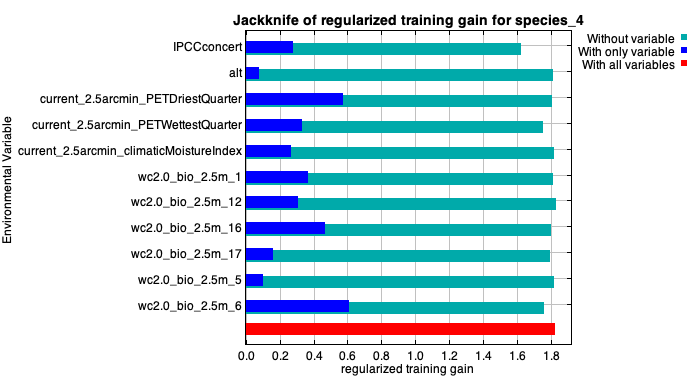 Jackknife of regularized training gain for species_4
Without variable
With only variable
With all variables
Environmental Variable
IPCCconcert
alt
current_2.5arcmin_PETDriestQuarter
current_2.5arcmin_PETWettestQuarter
current_2.5arcmin_climaticMoistureIndex
wc2.0_bio_2.5m_1
wc2.0_bio_2.5m_12
wc2.0_bio_2.5m_16
wc2.0_bio_2.5m_17
wc2.0_bio_2.5m_5
wc2.0_bio_2.5m_6
0.0 0.2 0.4 0.6 0.8 1.0 1.2 1.4 1.6 1.8
regularized training gain